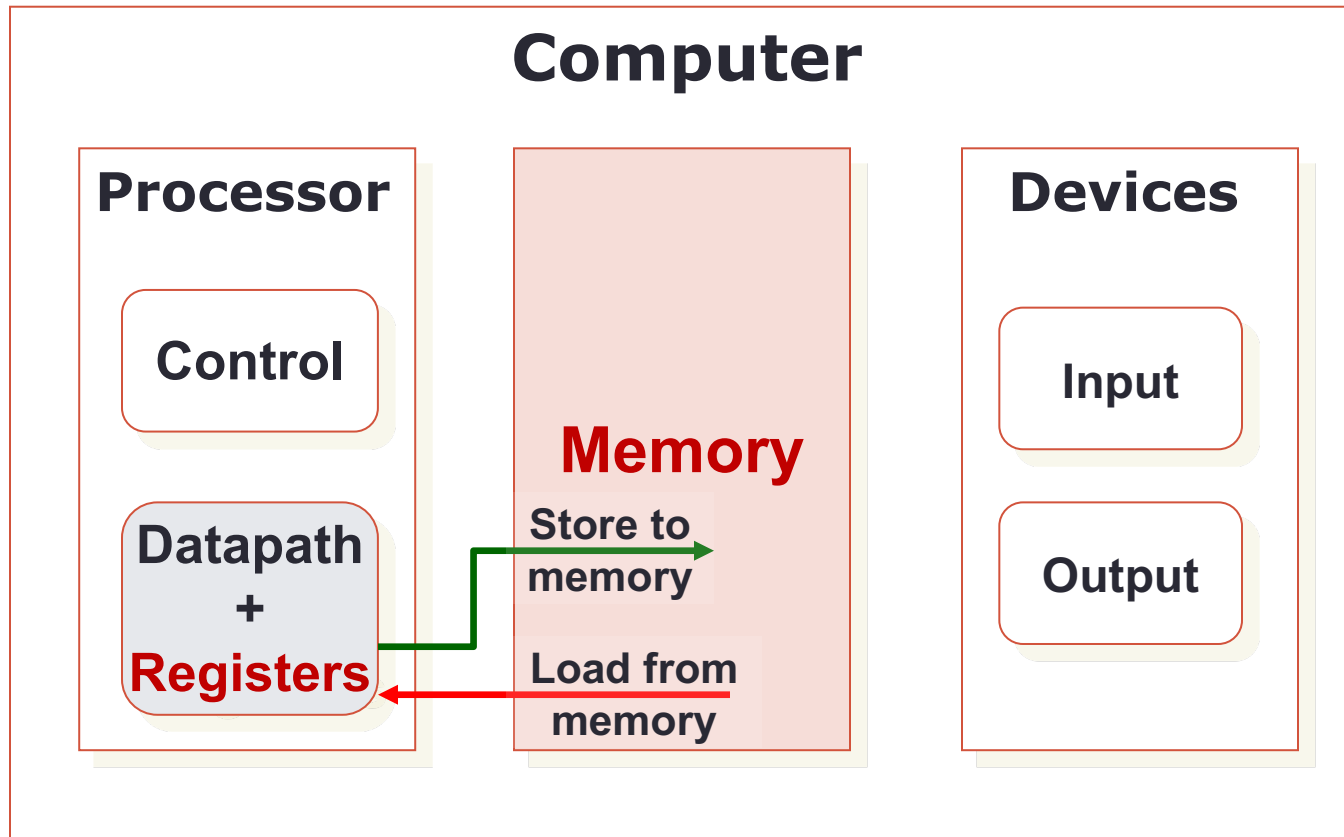 Computer
Processor
Control
Datapath
+
Registers
Memory
Store to
memory
Load from
memory
Devices
Input
Output